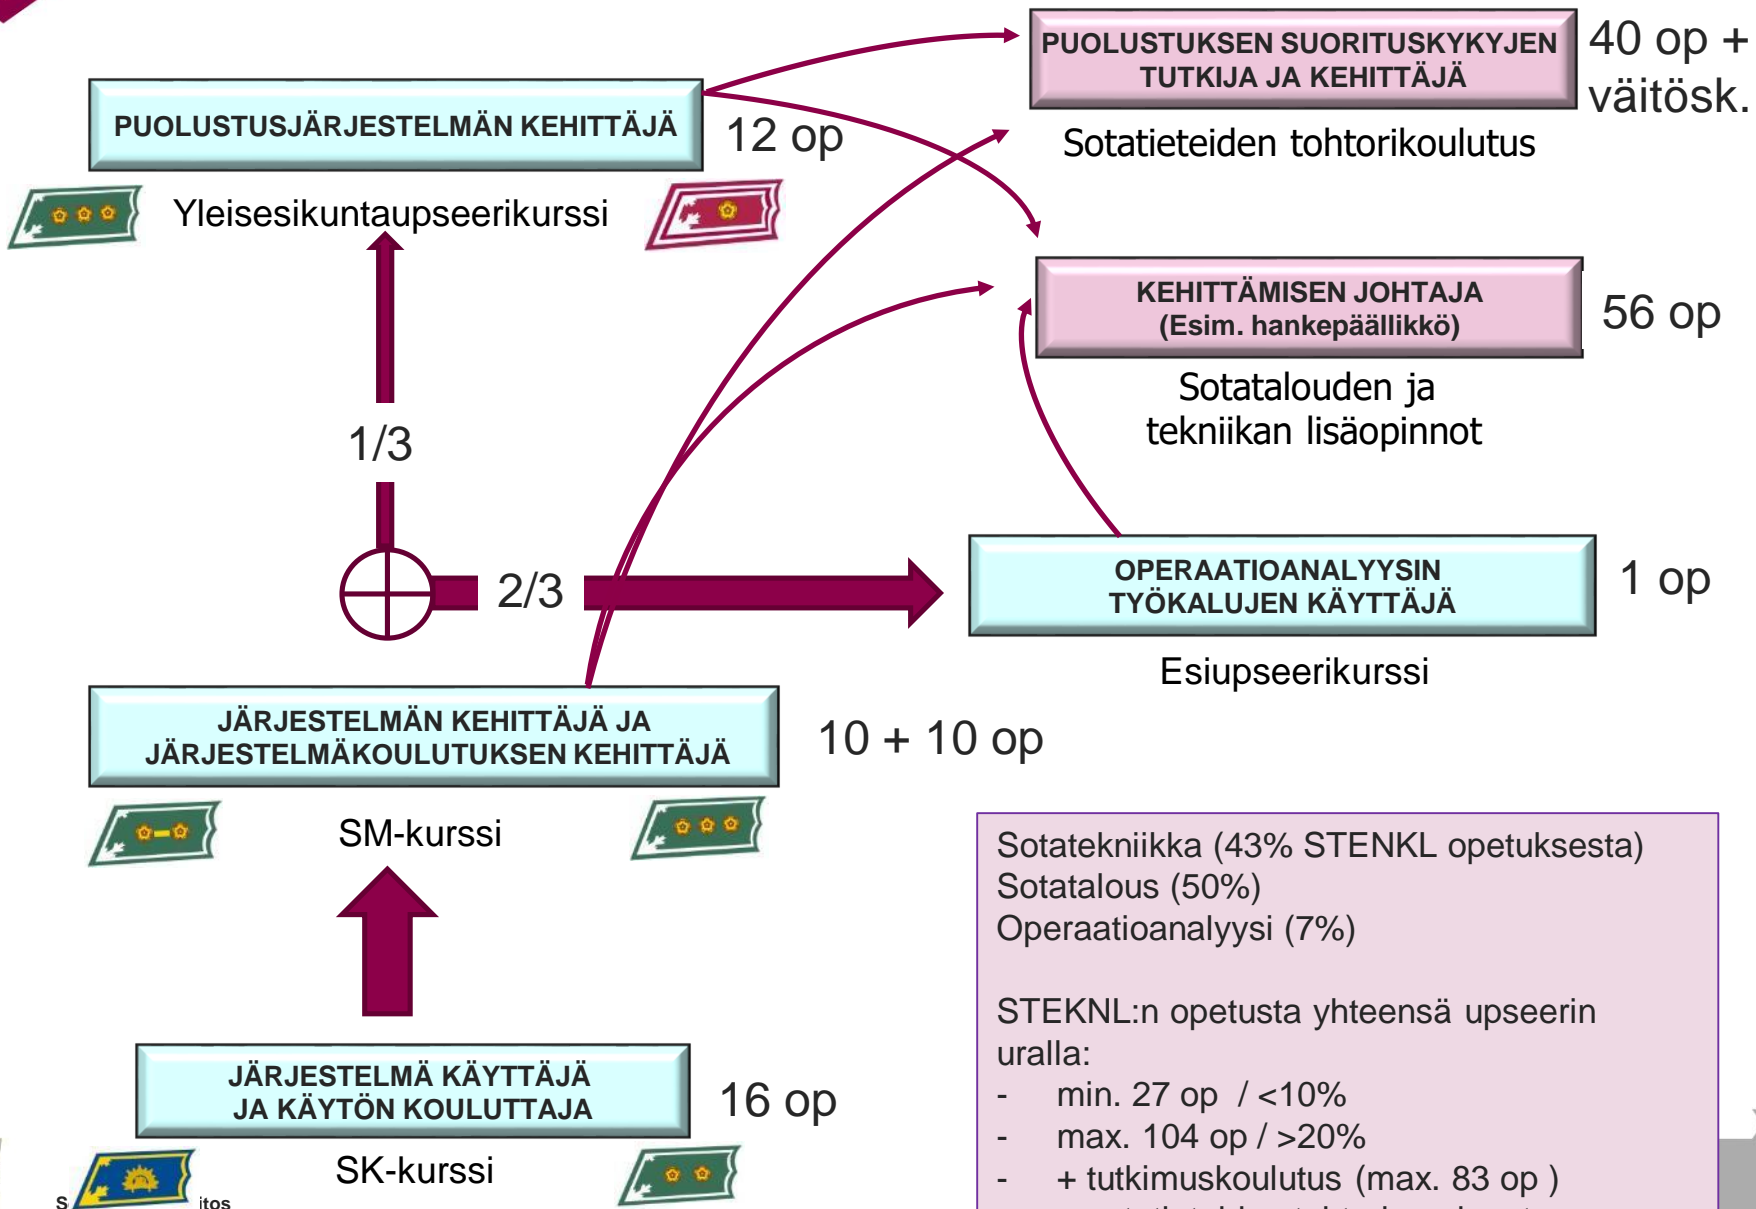 PUOLUSTUKSEN SUORITUSKYKYJEN
TUTKIJA JA KEHITTÄJÄ
40 op +
väitösk.
Sotatieteiden tohtorikoulutus
PUOLUSTUSJÄRJESTELMÄN KEHITTÄJÄ
12 op
Yleisesikuntaupseerikurssi
KEHITTÄMISEN JOHTAJA
(Esim. hankepäällikkö)
56 op
Sotatalouden ja
tekniikan lisäopinnot
1/3
2/3
OPERAATIOANALYYSIN
TYÖKALUJEN KÄYTTÄJÄ
1 op
Esiupseerikurssi
JÄRJESTELMÄN KEHITTÄJÄ JA
JÄRJESTELMÄKOULUTUKSEN KEHITTÄJÄ
10 + 10 op
SM-kurssi
JÄRJESTELMÄ KÄYTTÄJÄ
JA KÄYTÖN KOULUTTAJA
16 op
SK-kurssi
Sotatekniikka (43% STENKL opetuksesta)
Sotatalous (50%)
Operaatioanalyysi (7%)
STEKNL:n opetusta yhteensä upseerin
uralla:
- min. 27 op / <10%
- max. 104 op / >20%
- + tutkimuskoulutus (max. 83 op )